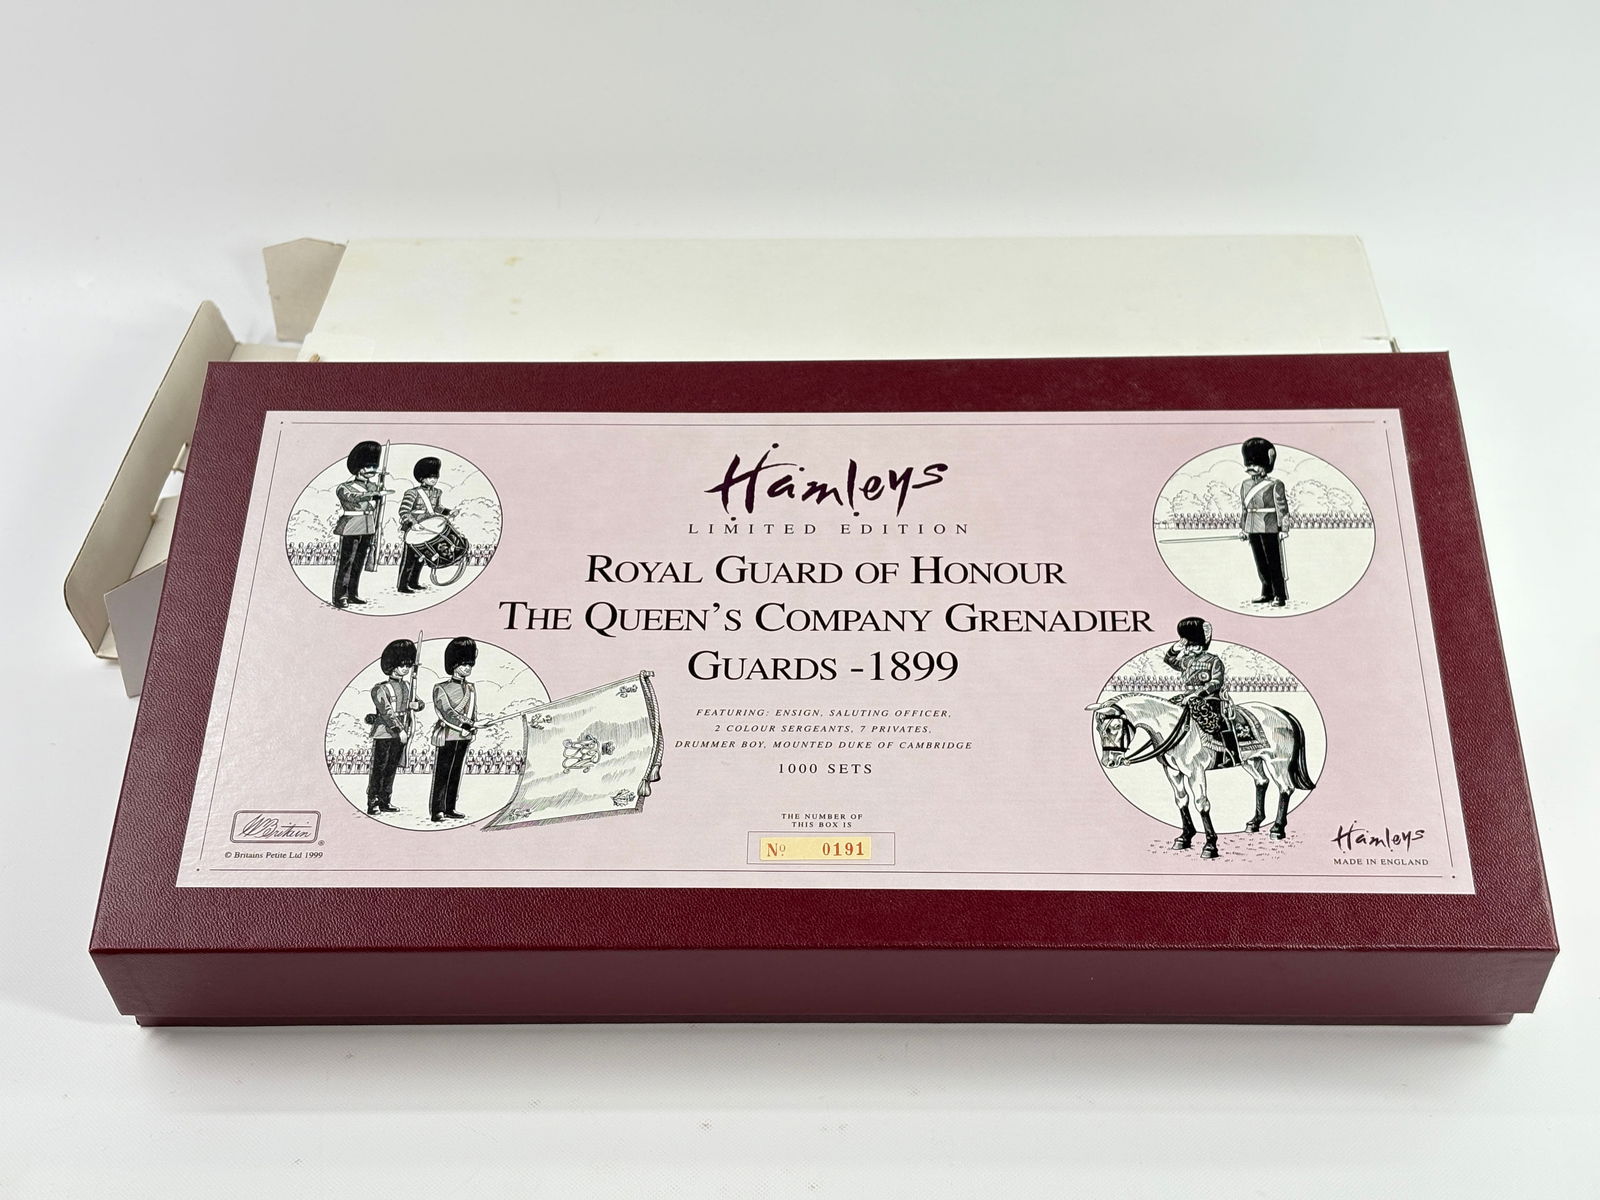 Hamleys
LIMITED EDITION
ROYAL GUARD OF HONOUR
THE QUEEN'S COMPANY GRENADIER
GUARDS -1899
FEATURING: ENSIGN, SALUTING OFFICER,
2 COLOUR SERGEANTS, 7 PRIVATES,
DRUMMER BOY, MOUNTED DUKE OF CAMBRIDGE
1000 SETS
THE NUMBER OF
THIS BOX IS
Nº 0191
W.Britain ®
© Britains Petite Ltd 1999
Hamleys
MADE IN ENGLAND